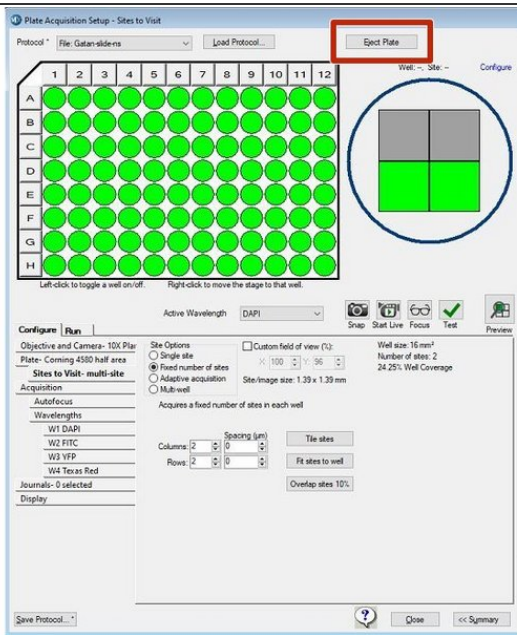 Plate Acquisition Setup - Sites to Visit
Protocol * File: Gatan-slide-ns Load Protocol... Eject Plate
Well: -, Site: - Configure
1 2 3 4 5 6 7 8 9 10 11 12
A
B
C
D
E
F
G
H
Left-click to toggle a well on/off. Right-click to move the stage to that well.
Active Wavelength DAPI
Snap Start Live Focus Test Preview
Configure Run
Objective and Camera- 10X Plan
Plate- Corning 4580 half area
Sites to Visit- multi-site
Acquisition
Autofocus
Wavelengths
W1 DAPI
W2 FITC
W3 YFP
W4 Texas Red
Journals- 0 selected
Display
Site Options
Single site
Fixed number of sites
Adaptive acquisition
Multi-well
Custom field of view (%):
X: 100 Y: 96
Site/image size: 1.39 x 1.39 mm
Well size: 16 mm²
Number of sites: 2
24.25% Well Coverage
Acquires a fixed number of sites in each well
Spacing (µm)
Columns: 2 0
Rows: 2 0
Tile sites
Fit sites to well
Overlap sites 10%
Save Protocol... * ? Close << Summary